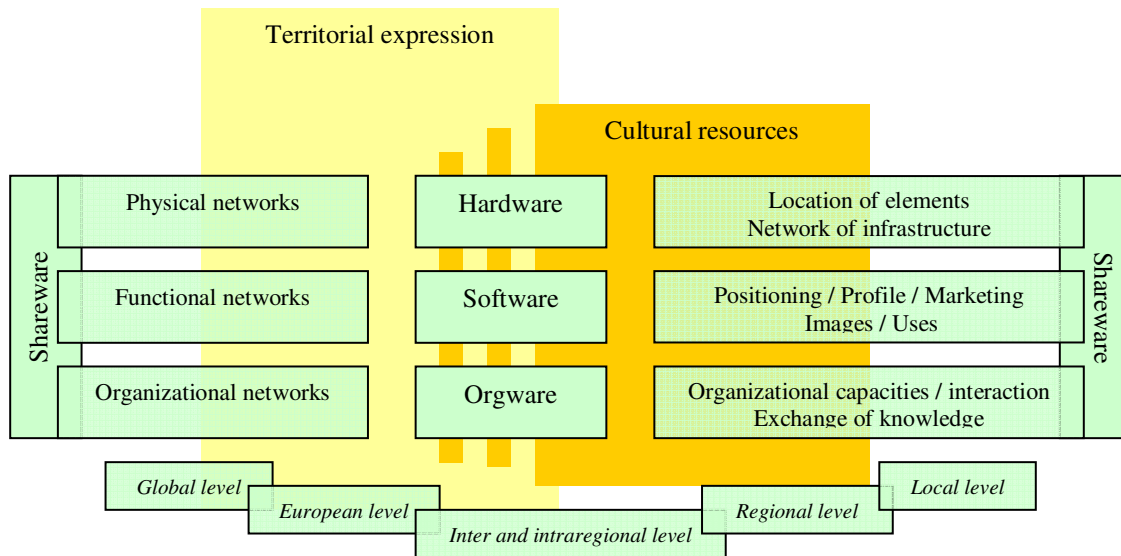 Territorial expression
Cultural resources
Shareware
Physical networks
Hardware
Location of elements
Network of infrastructure
Functional networks
Software
Positioning / Profile / Marketing
Images / Uses
Organizational networks
Orgware
Organizational capacities / interaction
Exchange of knowledge
Shareware
Global level
European level
Inter and intraregional level
Regional level
Local level